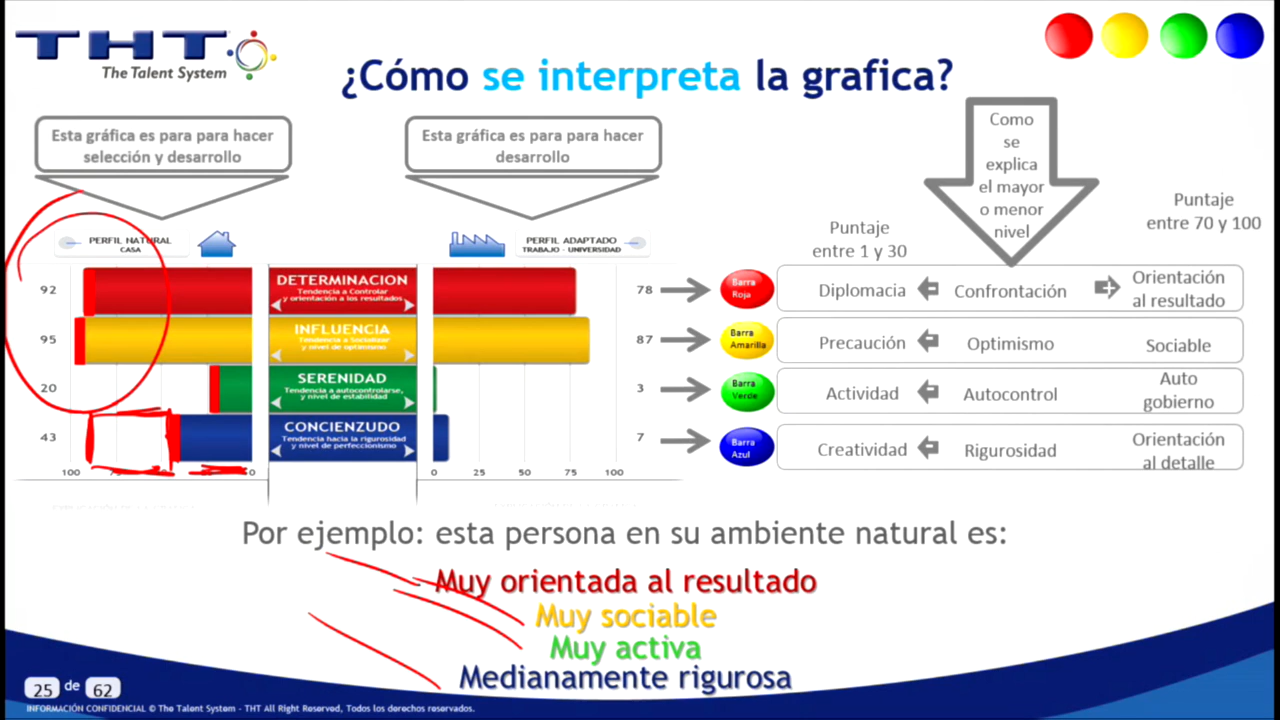 THT
The Talent System
¿Cómo se interpreta la grafica?
Esta gráfica es para para hacer
selección y desarrollo
Esta gráfica es para para hacer
desarrollo
Como
se
explica
el mayor
o menor
nivel
Puntaje
entre 1 y 30
Puntaje
entre 70 y 100
PERFIL NATURAL
CASA
PERFIL ADAPTADO
TRABAJO - UNIVERSIDAD
92
DETERMINACION
Tendencia a Controlar
y orientación a los resultados
78
Barra
Roja
Diplomacia
Confrontación
Orientación
al resultado
95
INFLUENCIA
Tendencia a Socializar
y nivel de optimismo
87
Barra
Amarilla
Precaución
Optimismo
Sociable
20
SERENIDAD
Tendencia a autocontrolarse,
y nivel de estabilidad
3
Barra
Verde
Actividad
Autocontrol
Auto
gobierno
43
CONCIENZUDO
Tendencia hacia la rigurosidad
y nivel de perfeccionismo
7
Barra
Azul
Creatividad
Rigurosidad
Orientación
al detalle
100 0
0 25 50 75 100
Por ejemplo: esta persona en su ambiente natural es:
Muy orientada al resultado
Muy sociable
Muy activa
Medianamente rigurosa
25 de 62
INFORMACIÓN CONFIDENCIAL © The Talent System - THT All Right Reserved, Todos los derechos reservados.